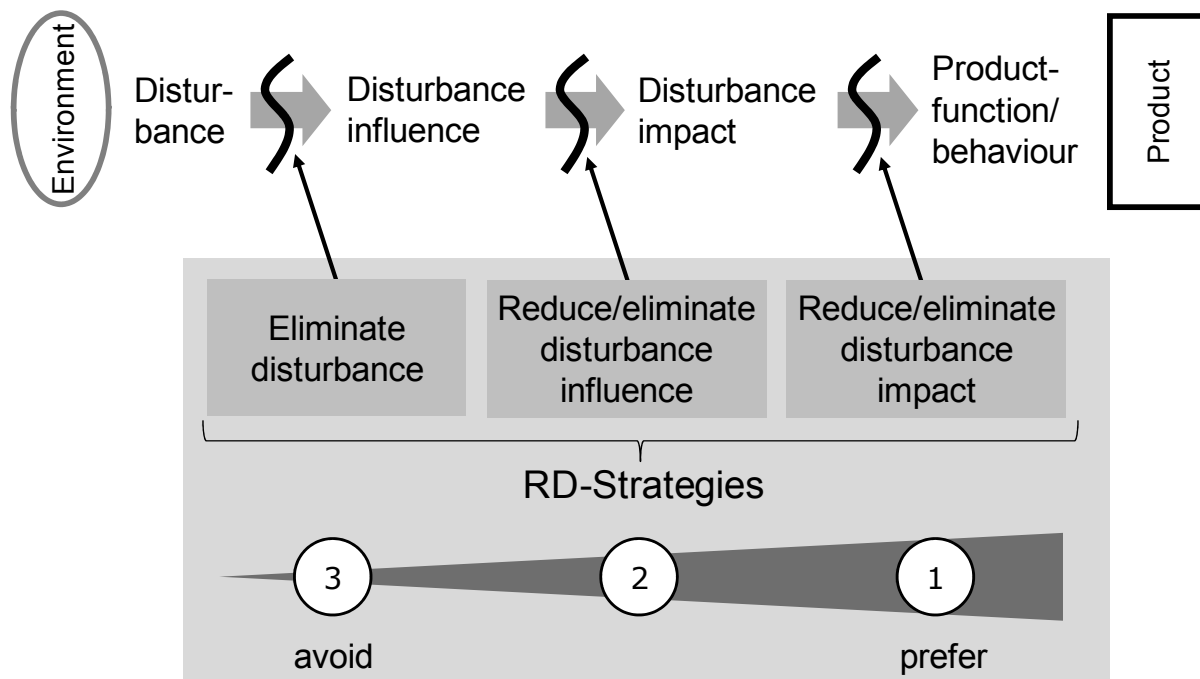 Environment
Distur-
bance
Disturbance
influence
Disturbance
impact
Product-
function/
behaviour
Product
Eliminate
disturbance
Reduce/eliminate
disturbance
influence
Reduce/eliminate
disturbance
impact
RD-Strategies
3
2
1
avoid
prefer